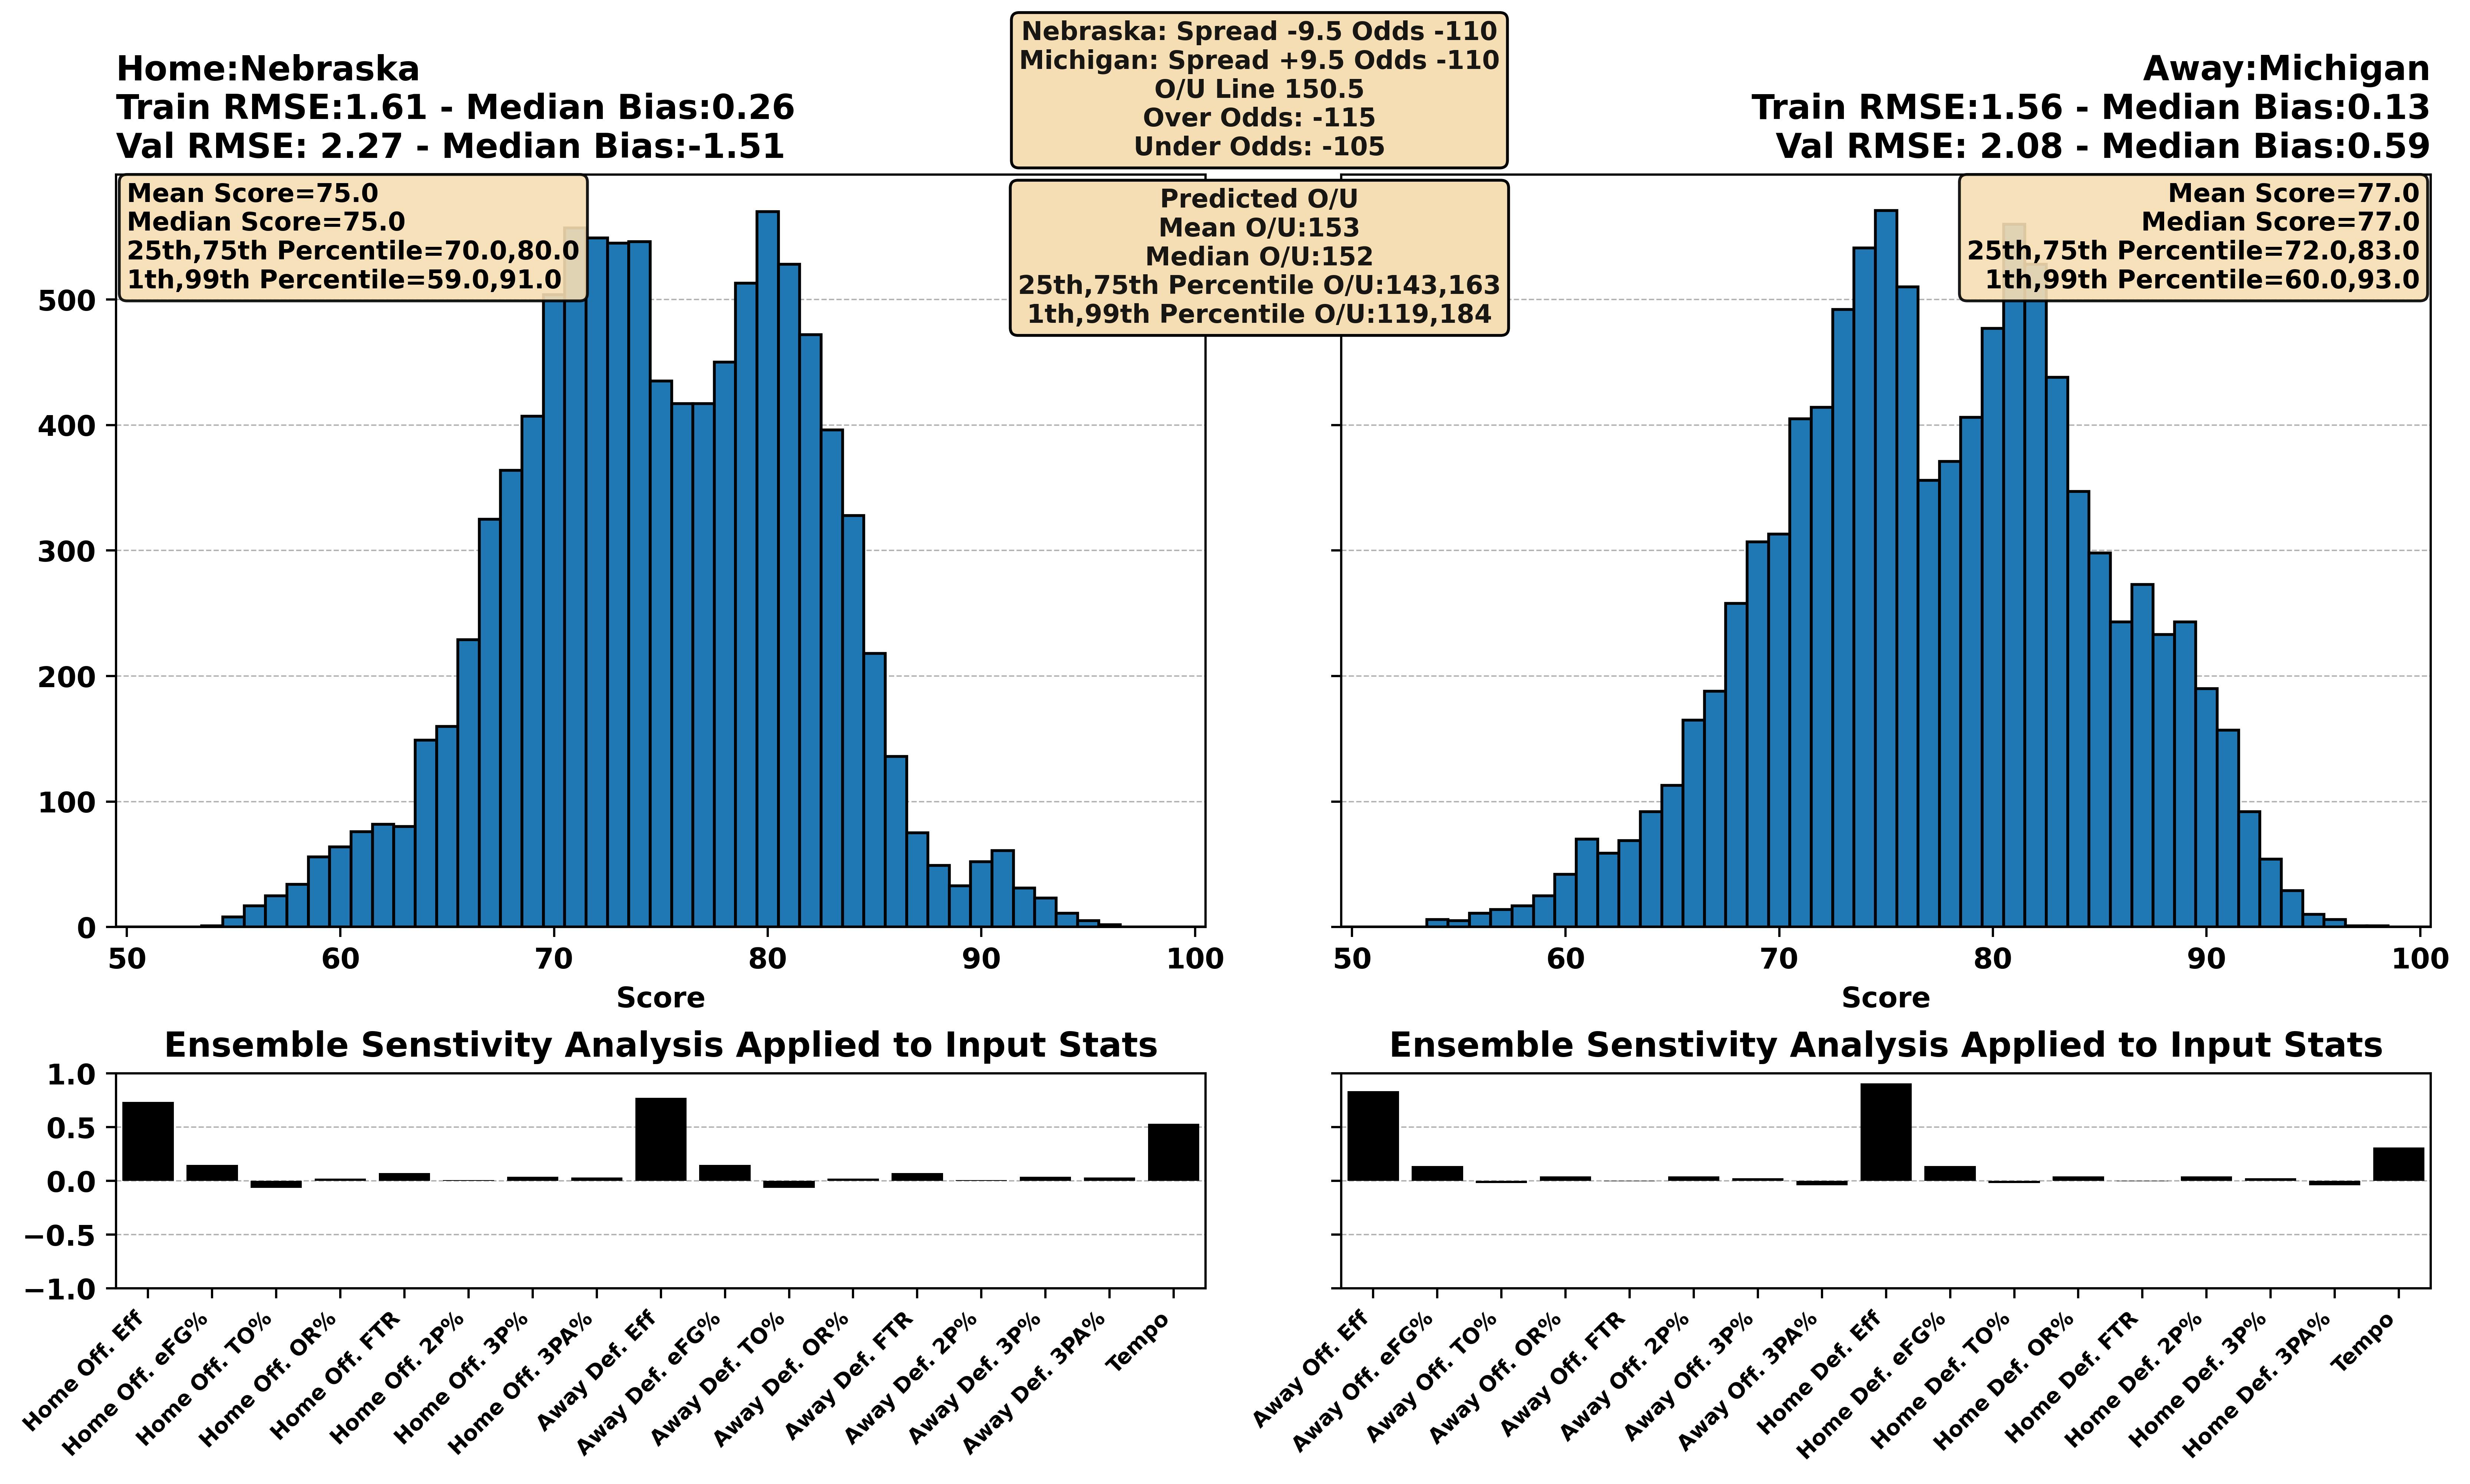 Nebraska: Spread -9.5 Odds -110
Michigan: Spread +9.5 Odds -110
O/U Line 150.5
Over Odds: -115
Under Odds: -105
Home:Nebraska
Train RMSE:1.61 - Median Bias:0.26
Val RMSE: 2.27 - Median Bias:-1.51
Away:Michigan
Train RMSE:1.56 - Median Bias:0.13
Val RMSE: 2.08 - Median Bias:0.59
Mean Score=75.0
Median Score=75.0
25th,75th Percentile=70.0,80.0
1th,99th Percentile=59.0,91.0
Predicted O/U
Mean O/U:153
Median O/U:152
25th,75th Percentile O/U:143,163
1th,99th Percentile O/U:119,184
Mean Score=77.0
Median Score=77.0
25th,75th Percentile=72.0,83.0
1th,99th Percentile=60.0,93.0
500
400
300
200
100
0
50 60 70 80 90 100
Score
50 60 70 80 90 100
Score
Ensemble Senstivity Analysis Applied to Input Stats
Ensemble Senstivity Analysis Applied to Input Stats
1.0
0.5
0.0
−0.5
−1.0
Home Off. Eff
Home Off. eFG%
Home Off. TO%
Home Off. OR%
Home Off. FTR
Home Off. 2P%
Home Off. 3P%
Home Off. 3PA%
Away Def. Eff
Away Def. eFG%
Away Def. TO%
Away Def. OR%
Away Def. FTR
Away Def. 2P%
Away Def. 3P%
Away Def. 3PA%
Tempo
Away Off. Eff
Away Off. eFG%
Away Off. TO%
Away Off. OR%
Away Off. FTR
Away Off. 2P%
Away Off. 3P%
Away Off. 3PA%
Home Def. Eff
Home Def. eFG%
Home Def. TO%
Home Def. OR%
Home Def. FTR
Home Def. 2P%
Home Def. 3P%
Home Def. 3PA%
Tempo